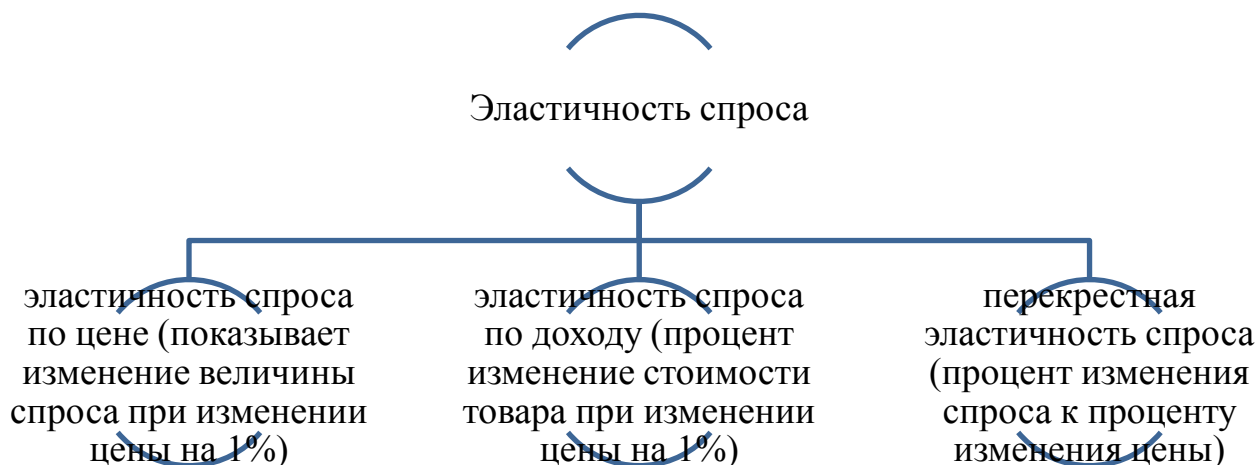 Эластичность спроса
эластичность спроса
по цене (показывает
изменение величины
спроса при изменении
цены на 1%)
эластичность спроса
по доходу (процент
изменение стоимости
товара при изменении
цены на 1%)
перекрестная
эластичность спроса
(процент изменения
спроса к проценту
изменения цены)